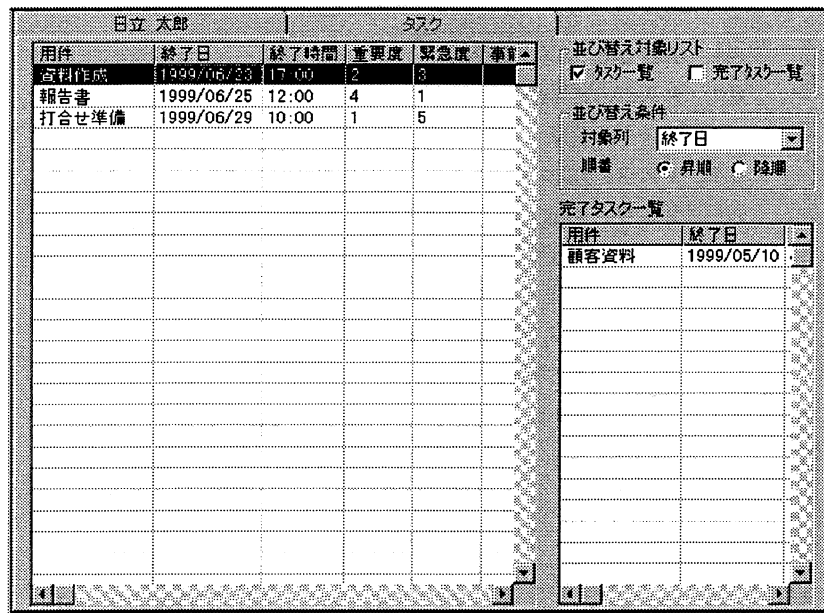 日立 太郎 タスク
用件 終了日 終了時間 重要度 緊急度
資料作成 1999/06/23 17:00 2 3
報告書 1999/06/25 12:00 4 1
打合せ準備 1999/06/29 10:00 1 5
並び替え対象リスト
タスク一覧 完了タスク一覧
並び替え条件
対象列 終了日
順番 昇順 降順
完了タスク一覧
用件 終了日
顧客資料 1999/05/10